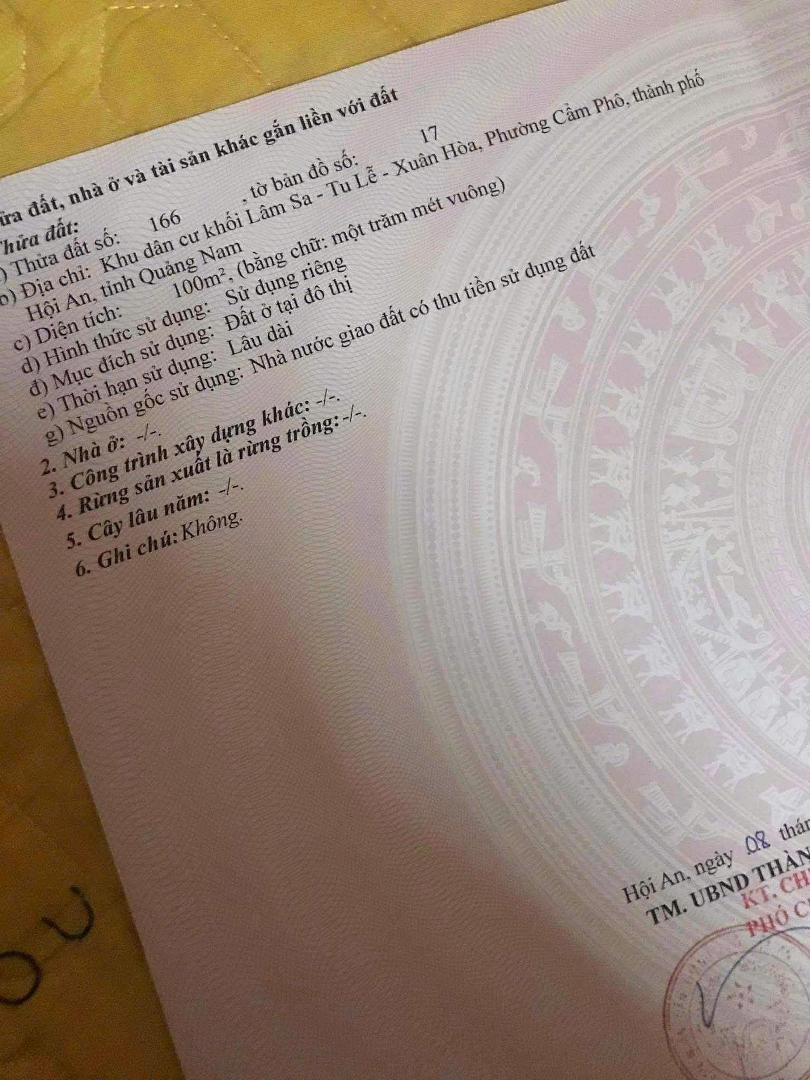 đất, nhà ở và tài sản khác gắn liền với đất
Thửa đất:
) Thửa đất số: 166 , tờ bản đồ số: 17
b) Địa chỉ: Khu dân cư khối Lâm Sa - Tu Lễ - Xuân Hòa, Phường Cẩm Phô, thành phố
Hội An, tỉnh Quảng Nam
c) Diện tích: 100m², (bằng chữ: một trăm mét vuông)
d) Hình thức sử dụng: Sử dụng riêng
đ) Mục đích sử dụng: Đất ở tại đô thị
e) Thời hạn sử dụng: Lâu dài
g) Nguồn gốc sử dụng: Nhà nước giao đất có thu tiền sử dụng đất
2. Nhà ở: -/-.
3. Công trình xây dựng khác: -/-.
4. Rừng sản xuất là rừng trồng: -/-.
5. Cây lâu năm: -/-.
6. Ghi chú: Không.
Hội An, ngày 08
TM. UBND
KT.
PHÓ